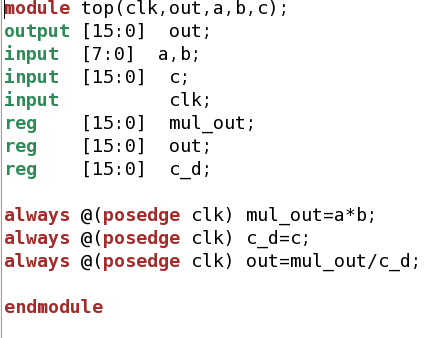 module top(clk,out,a,b,c);
output [15:0]  out;
input  [7:0]  a,b;
input  [15:0]  c;
input          clk;
reg    [15:0]  mul_out;
reg    [15:0]  out;
reg    [15:0]  c_d;
always @(posedge clk) mul_out=a*b;
always @(posedge clk) c_d=c;
always @(posedge clk) out=mul_out/c_d;
endmodule